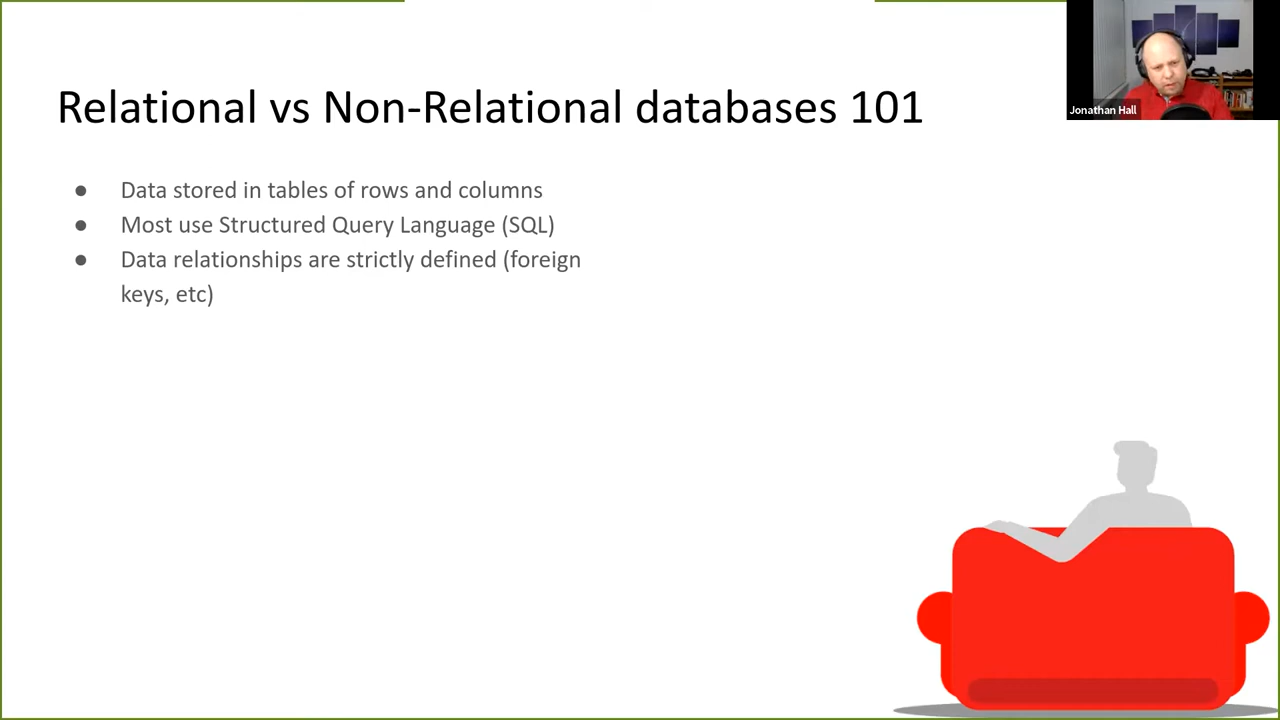 Relational vs Non-Relational databases 101
Jonathan Hall
● Data stored in tables of rows and columns
● Most use Structured Query Language (SQL)
● Data relationships are strictly defined (foreign
keys, etc)